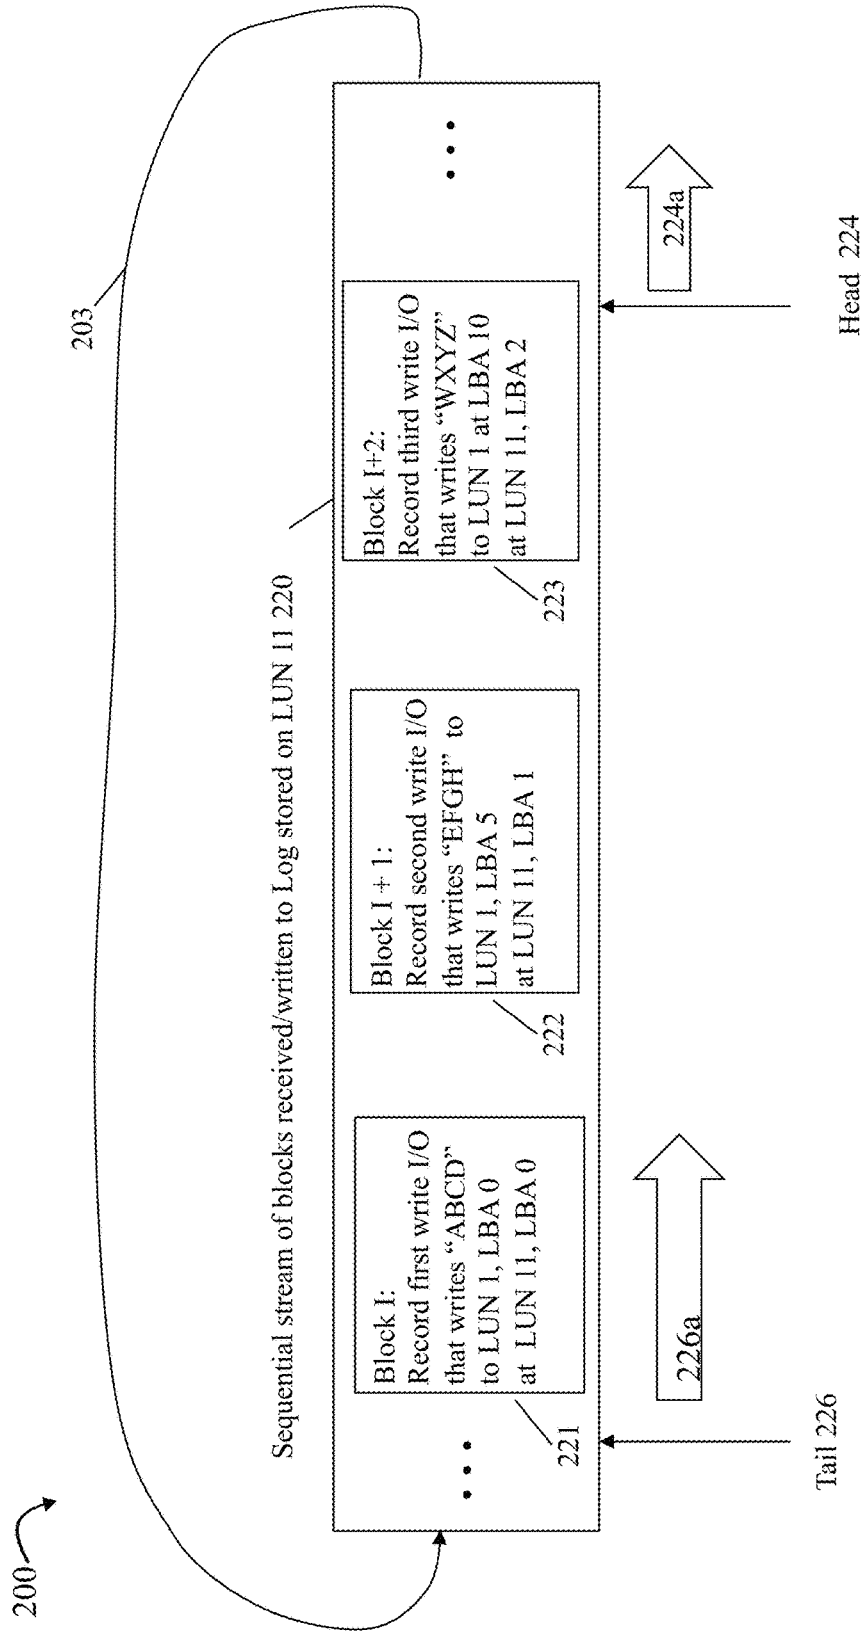 200
203
Sequential stream of blocks received/written to Log stored on LUN 11 220
Block I:
Record first write I/O
that writes “ABCD”
to LUN 1, LBA 0
at LUN 11, LBA 0
221
Block I + 1:
Record second write I/O
that writes “EFGH” to
LUN 1, LBA 5
at LUN 11, LBA 1
222
Block I+2:
Record third write I/O
that writes “WXYZ”
to LUN 1 at LBA 10
at LUN 11, LBA 2
223
226a
224a
Tail 226
Head 224